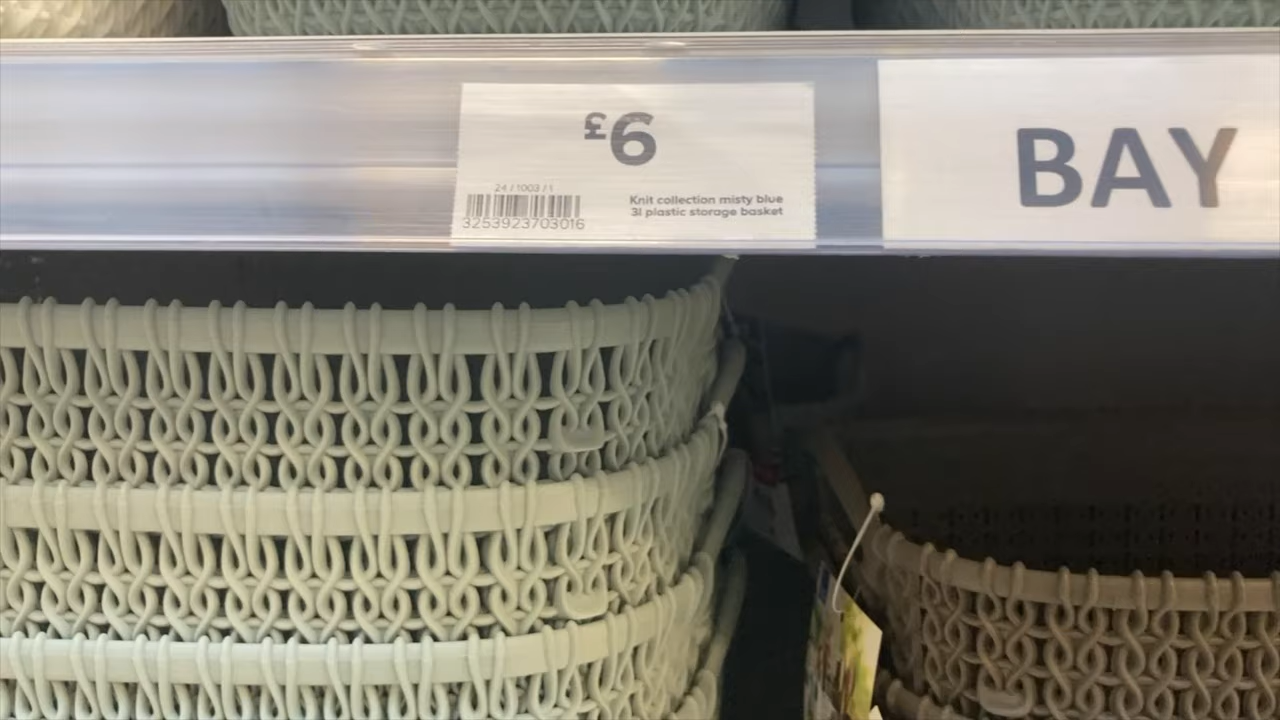 £6
24/1003/1
3253923703016
Knit collection misty blue
3l plastic storage basket
BAY